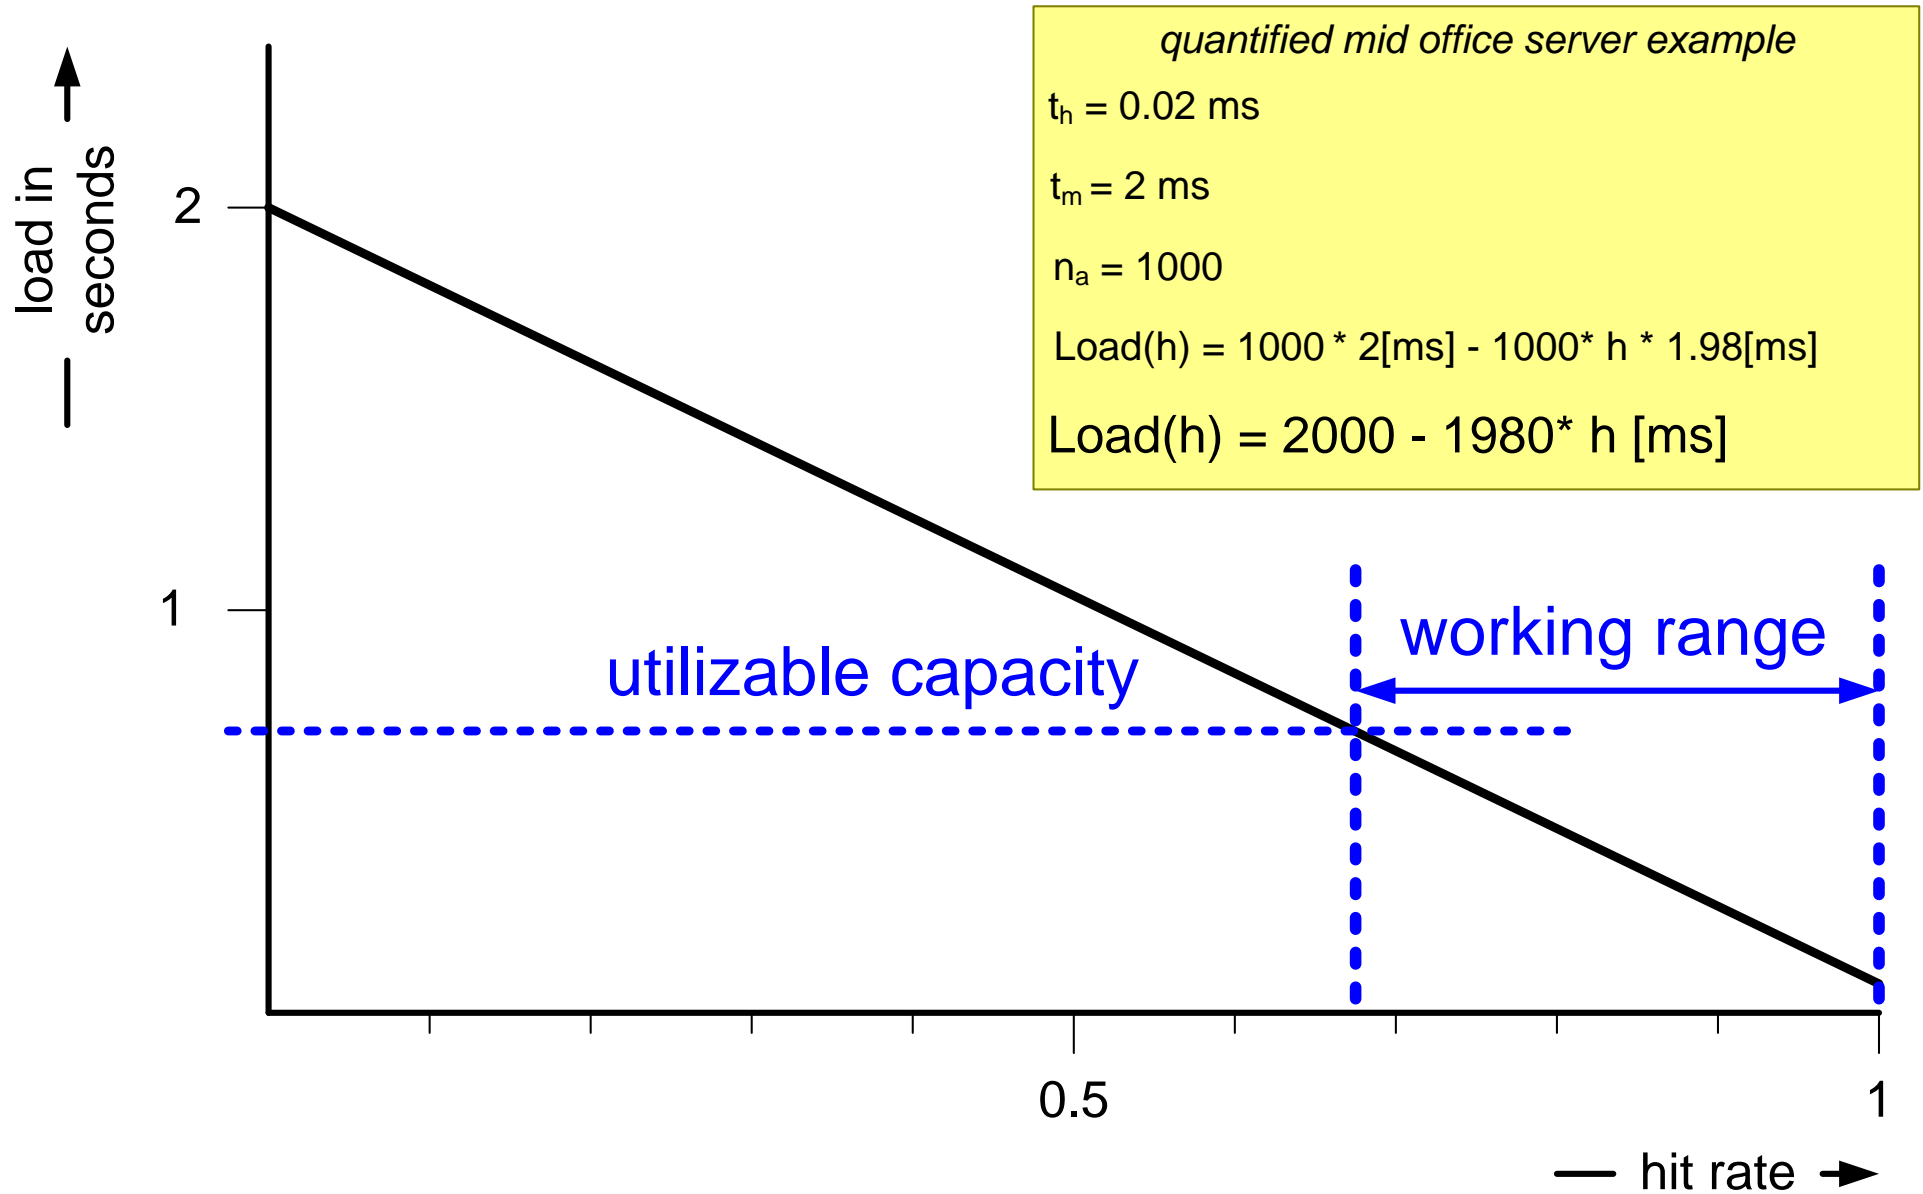 quantified mid office server example
tₕ = 0.02 ms
tₘ = 2 ms
nₐ = 1000
Load(h) = 1000 * 2[ms] - 1000* h * 1.98[ms]
Load(h) = 2000 - 1980* h [ms]
load in
seconds
2
1
utilizable capacity
working range
0.5
1
hit rate